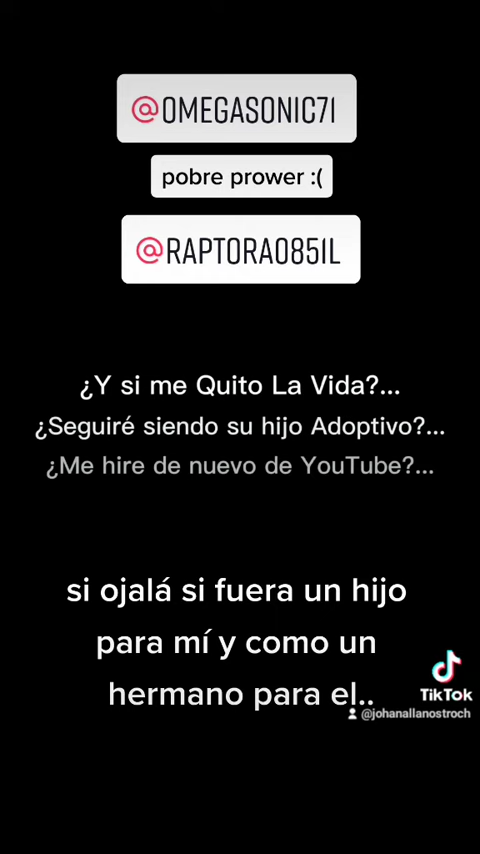 @OMEGASONIC71
pobre prower :(
@RAPTORA0851L
¿Y si me Quito La Vida?...
¿Seguiré siendo su hijo Adoptivo?...
¿Me hire de nuevo de YouTube?...
si ojalá si fuera un hijo
para mí y como un
hermano para el..
TikTok
@johanallanostroch